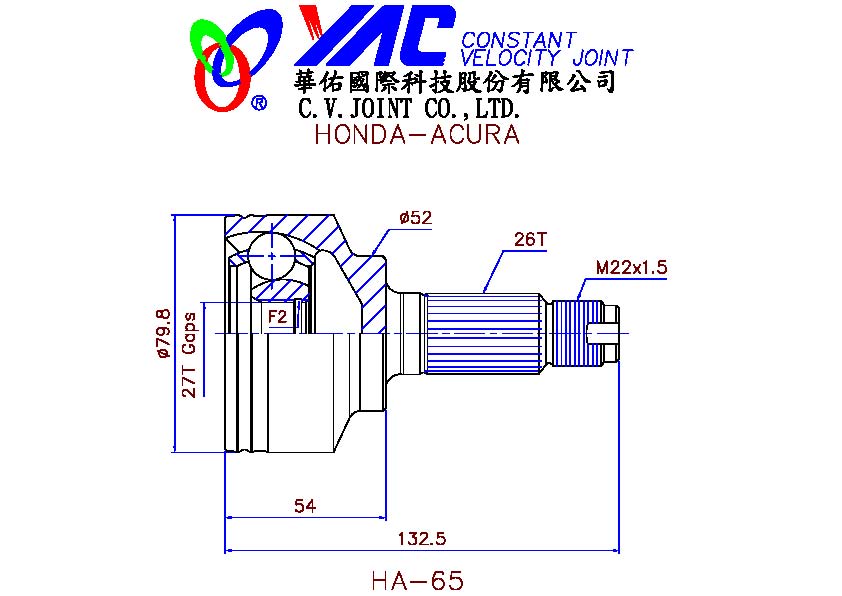 YAC CONSTANT
VELOCITY JOINT
®
華佑國際科技股份有限公司
C.V.JOINT CO.,LTD.
HONDA-ACURA
ø52
26T
M22x1.5
ø79.8
27T Gaps
F2
54
132.5
HA-65